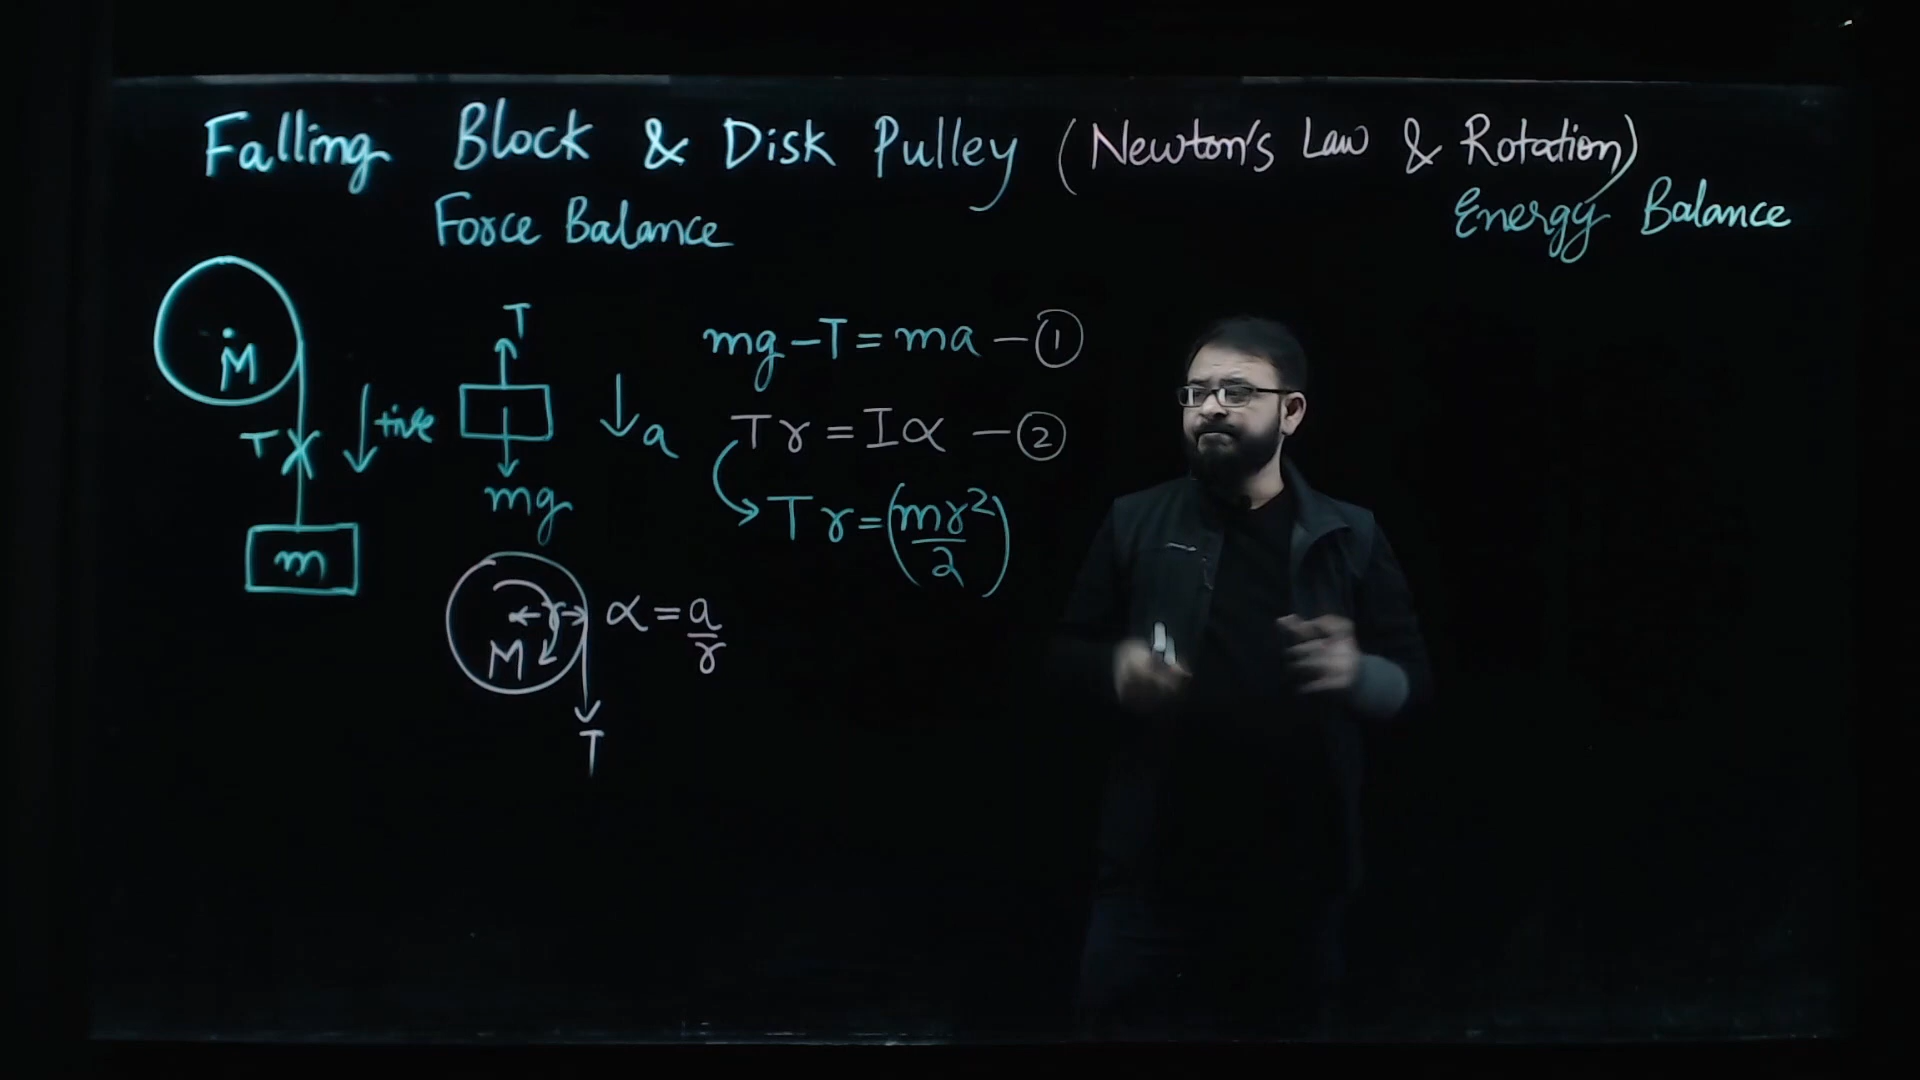 Falling Block & Disk Pulley (Newton's Law & Rotation)
Force Balance
Energy Balance
M
T
+ive
m
T
mg
a
mg - T = ma - ①
Tr = Iα - ②
Tr = (mr²/2)
r
M
α = a/r
T